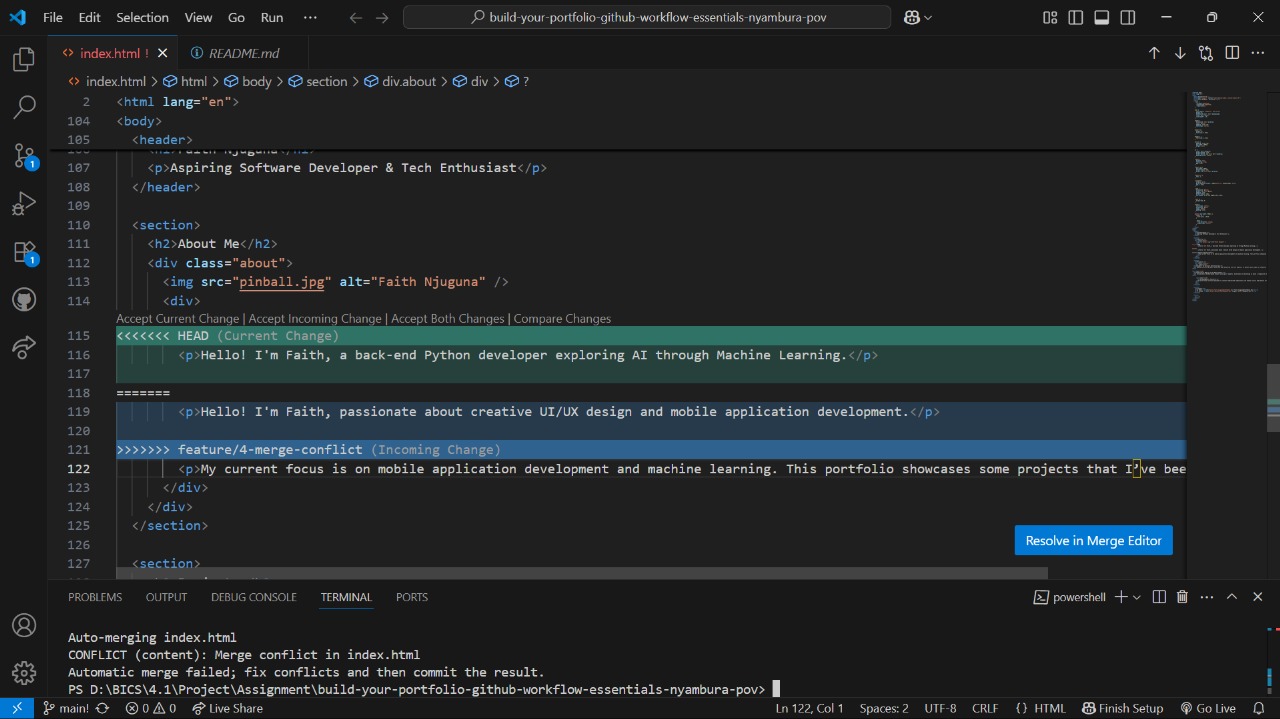 File Edit Selection View Go Run ··· build-your-portfolio-github-workflow-essentials-nyambura-pov
<> index.html ! README.md
<> index.html > html > body > section > div.about > div > ?
2 <html lang="en">
104 <body>
105 <header>
107 <p>Aspiring Software Developer & Tech Enthusiast</p>
108 </header>
109
110 <section>
111 <h2>About Me</h2>
112 <div class="about">
113 <img src="pinball.jpg" alt="Faith Njuguna" />
114 <div>
Accept Current Change | Accept Incoming Change | Accept Both Changes | Compare Changes
115 <<<<<<< HEAD (Current Change)
116 <p>Hello! I'm Faith, a back-end Python developer exploring AI through Machine Learning.</p>
117
118 =======
119 <p>Hello! I'm Faith, passionate about creative UI/UX design and mobile application development.</p>
120
121 >>>>>>> feature/4-merge-conflict (Incoming Change)
122 <p>My current focus is on mobile application development and machine learning. This portfolio showcases some projects that I’ve bee
123 </div>
124 </div>
125 </section>
126
127 <section>
Resolve in Merge Editor
PROBLEMS OUTPUT DEBUG CONSOLE TERMINAL PORTS powershell
Auto-merging index.html
CONFLICT (content): Merge conflict in index.html
Automatic merge failed; fix conflicts and then commit the result.
PS D:\BICS\4.1\Project\Assignment\build-your-portfolio-github-workflow-essentials-nyambura-pov>
main! 0 0 Live Share Ln 122, Col 1 Spaces: 2 UTF-8 CRLF {} HTML Finish Setup Go Live
1
1